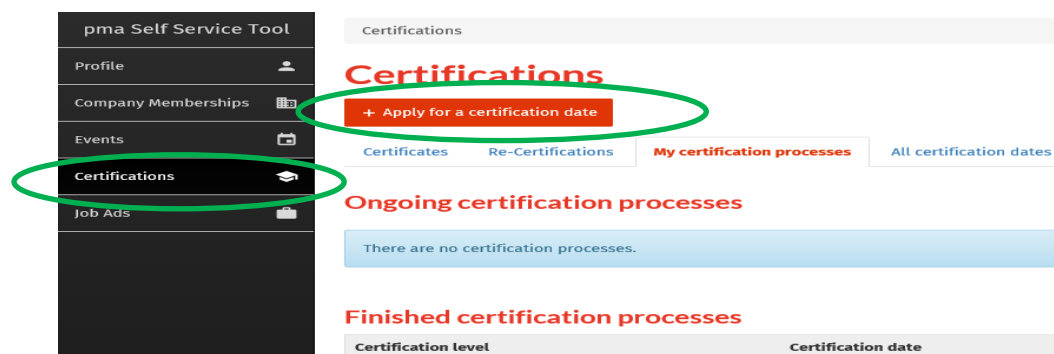 pma Self Service Tool
Profile
Company Memberships
Events
Certifications
Job Ads
Certifications
Certifications
+ Apply for a certification date
Certificates Re-Certifications My certification processes All certification dates
Ongoing certification processes
There are no certification processes.
Finished certification processes
Certification level Certification date